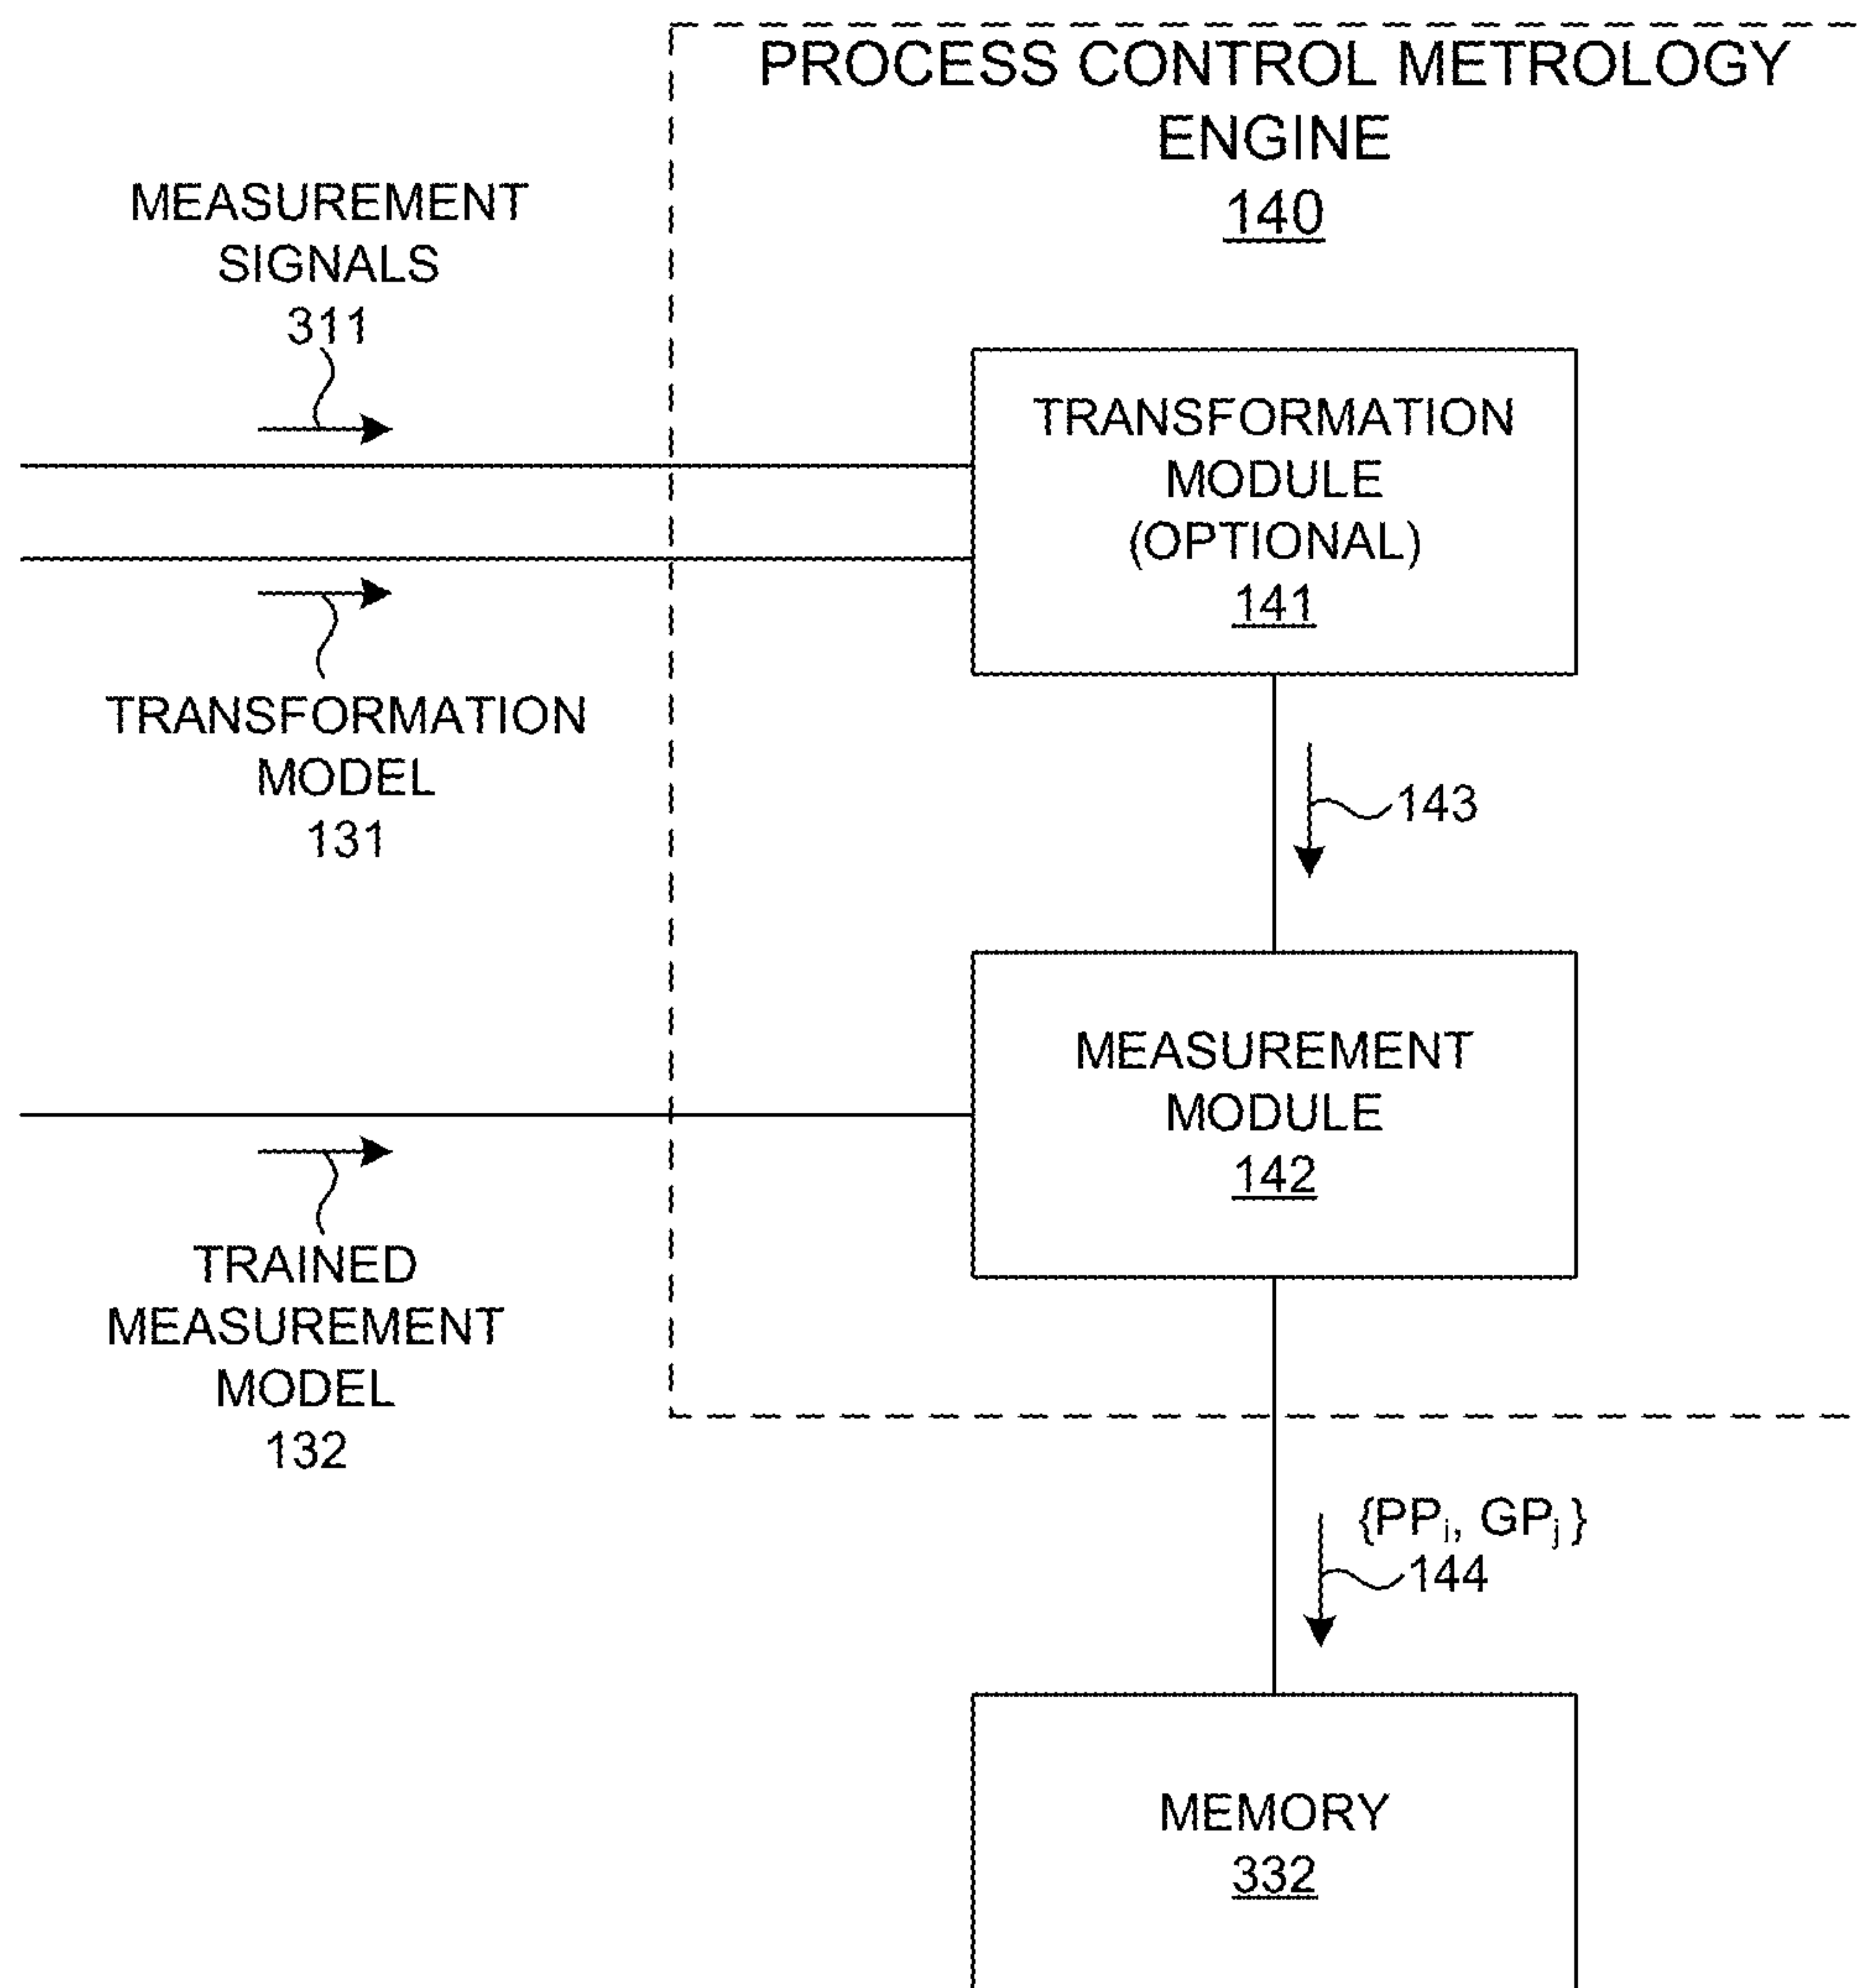 PROCESS CONTROL METROLOGY
ENGINE
140
MEASUREMENT
SIGNALS
311
TRANSFORMATION
MODULE
(OPTIONAL)
141
TRANSFORMATION
MODEL
131
143
MEASUREMENT
MODULE
142
TRAINED
MEASUREMENT
MODEL
132
{PPi, GPj}
144
MEMORY
332